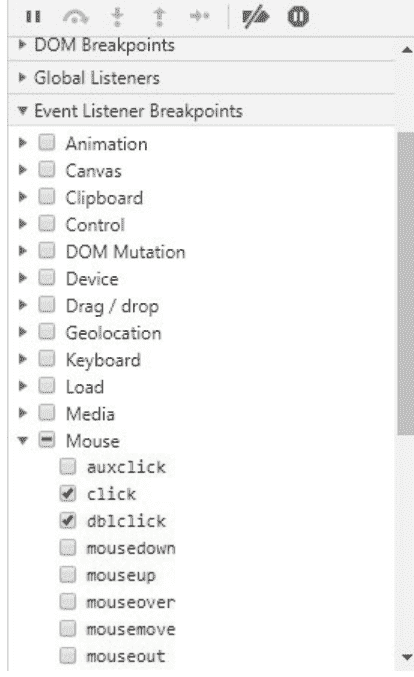 DOM Breakpoints
Global Listeners
Event Listener Breakpoints
Animation
Canvas
Clipboard
Control
DOM Mutation
Device
Drag / drop
Geolocation
Keyboard
Load
Media
Mouse
auxclick
click
dblclick
mousedown
mouseup
mouseover
mousemove
mouseout